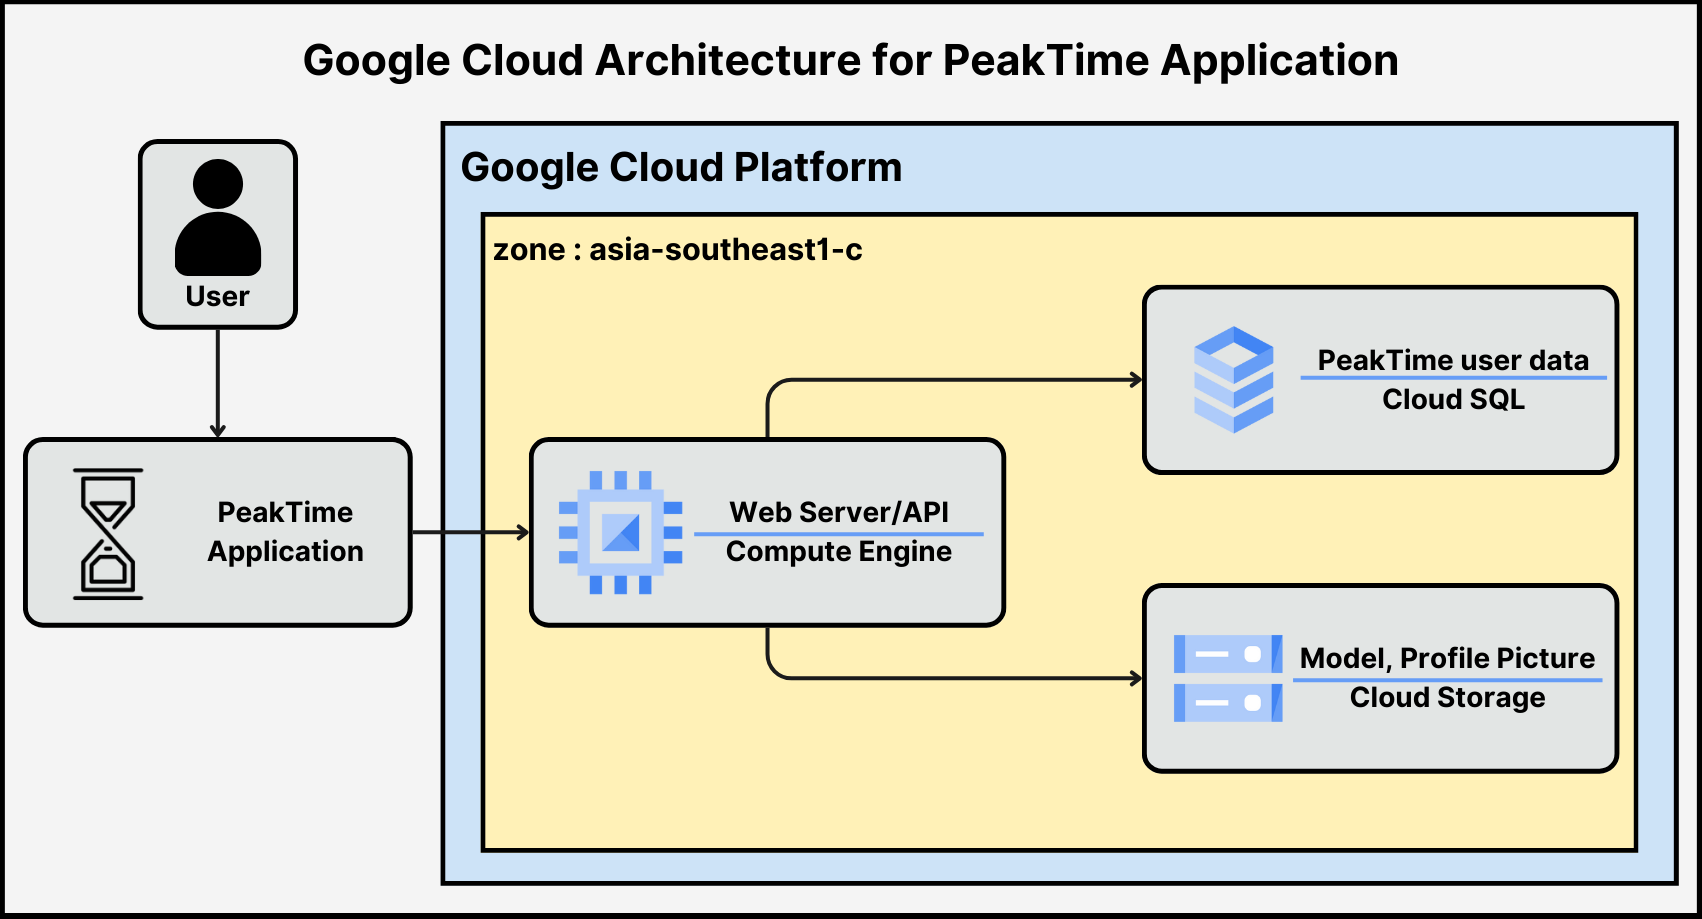 Google Cloud Architecture for PeakTime Application
Google Cloud Platform
zone : asia-southeast1-c
User
PeakTime
Application
Web Server/API
Compute Engine
PeakTime user data
Cloud SQL
Model, Profile Picture
Cloud Storage